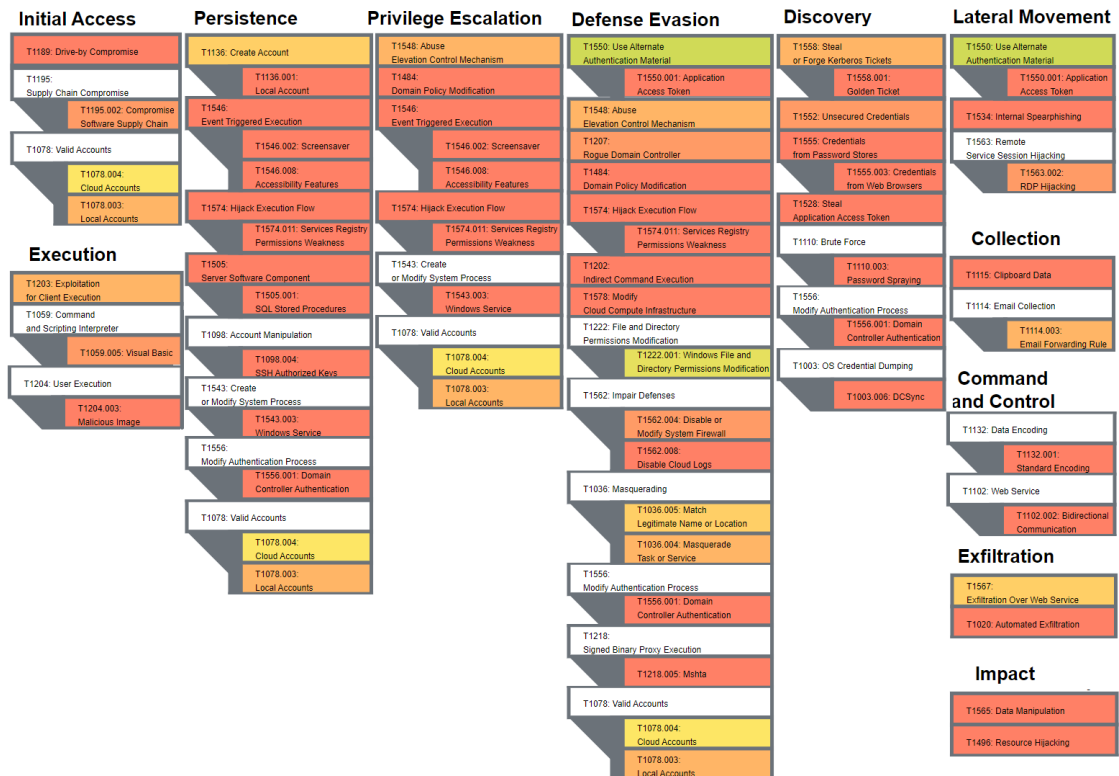 Initial Access
T1189: Drive-by Compromise
T1195:
Supply Chain Compromise
T1195.002: Compromise
Software Supply Chain
T1078: Valid Accounts
T1078.004:
Cloud Accounts
T1078.003:
Local Accounts
Execution
T1203: Exploitation
for Client Execution
T1059: Command
and Scripting Interpreter
T1059.005: Visual Basic
T1204: User Execution
T1204.003:
Malicious Image
Persistence
T1136: Create Account
T1136.001:
Local Account
T1546:
Event Triggered Execution
T1546.002: Screensaver
T1546.008:
Accessibility Features
T1574: Hijack Execution Flow
T1574.011: Services Registry
Permissions Weakness
T1505:
Server Software Component
T1505.001:
SQL Stored Procedures
T1098: Account Manipulation
T1098.004:
SSH Authorized Keys
T1543: Create
or Modify System Process
T1543.003:
Windows Service
T1556:
Modify Authentication Process
T1556.001: Domain
Controller Authentication
T1078: Valid Accounts
T1078.004:
Cloud Accounts
T1078.003:
Local Accounts
Privilege Escalation
T1548: Abuse
Elevation Control Mechanism
T1484:
Domain Policy Modification
T1546:
Event Triggered Execution
T1546.002: Screensaver
T1546.008:
Accessibility Features
T1574: Hijack Execution Flow
T1574.011: Services Registry
Permissions Weakness
T1543: Create
or Modify System Process
T1543.003:
Windows Service
T1078: Valid Accounts
T1078.004:
Cloud Accounts
T1078.003:
Local Accounts
Defense Evasion
T1550: Use Alternate
Authentication Material
T1550.001: Application
Access Token
T1548: Abuse
Elevation Control Mechanism
T1207:
Rogue Domain Controller
T1484:
Domain Policy Modification
T1574: Hijack Execution Flow
T1574.011: Services Registry
Permissions Weakness
T1202:
Indirect Command Execution
T1578: Modify
Cloud Compute Infrastructure
T1222: File and Directory
Permissions Modification
T1222.001: Windows File and
Directory Permissions Modification
T1562: Impair Defenses
T1562.004: Disable or
Modify System Firewall
T1562.008:
Disable Cloud Logs
T1036: Masquerading
T1036.005: Match
Legitimate Name or Location
T1036.004: Masquerade
Task or Service
T1556:
Modify Authentication Process
T1556.001: Domain
Controller Authentication
T1218:
Signed Binary Proxy Execution
T1218.005: Mshta
T1078: Valid Accounts
T1078.004:
Cloud Accounts
T1078.003:
Local Accounts
Discovery
T1558: Steal
or Forge Kerberos Tickets
T1558.001:
Golden Ticket
T1552: Unsecured Credentials
T1555: Credentials
from Password Stores
T1555.003: Credentials
from Web Browsers
T1528: Steal
Application Access Token
T1110: Brute Force
T1110.003:
Password Spraying
T1556:
Modify Authentication Process
T1556.001: Domain
Controller Authentication
T1003: OS Credential Dumping
T1003.006: DCSync
Lateral Movement
T1550: Use Alternate
Authentication Material
T1550.001: Application
Access Token
T1534: Internal Spearphishing
T1563: Remote
Service Session Hijacking
T1563.002:
RDP Hijacking
Collection
T1115: Clipboard Data
T1114: Email Collection
T1114.003:
Email Forwarding Rule
Command
and Control
T1132: Data Encoding
T1132.001:
Standard Encoding
T1102: Web Service
T1102.002: Bidirectional
Communication
Exfiltration
T1567:
Exfiltration Over Web Service
T1020: Automated Exfiltration
Impact
T1565: Data Manipulation
T1496: Resource Hijacking